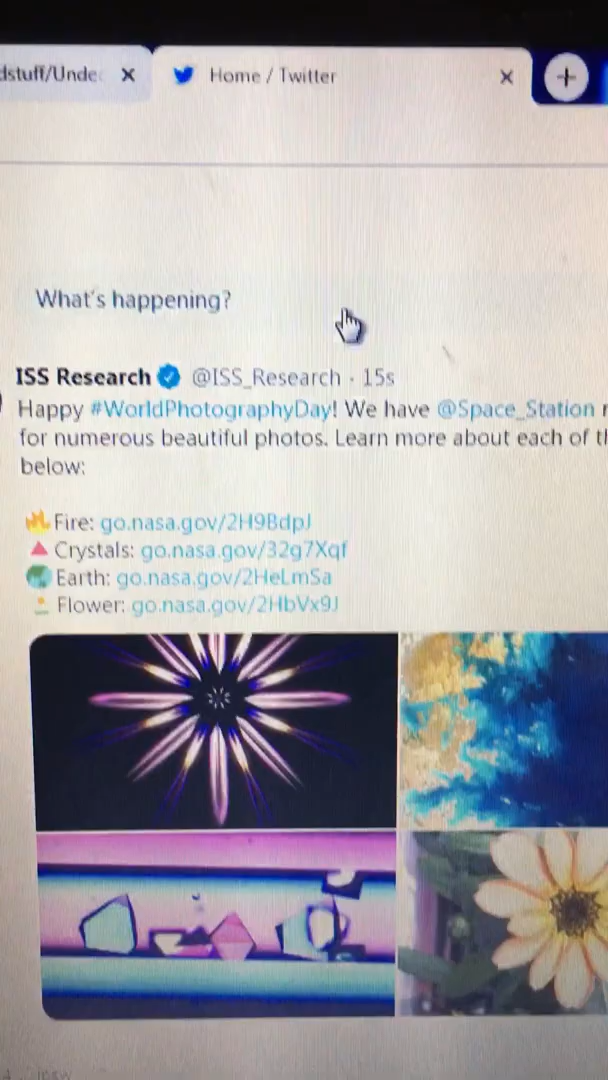 dstuff/Unde
Home / Twitter
What's happening?
ISS Research @ISS_Research · 15s
Happy #WorldPhotographyDay! We have @Space_Station
for numerous beautiful photos. Learn more about each of
below:
Fire: go.nasa.gov/2H9BdpJ
Crystals: go.nasa.gov/32g7Xqf
Earth: go.nasa.gov/2HeLmSa
Flower: go.nasa.gov/2HbVx9J